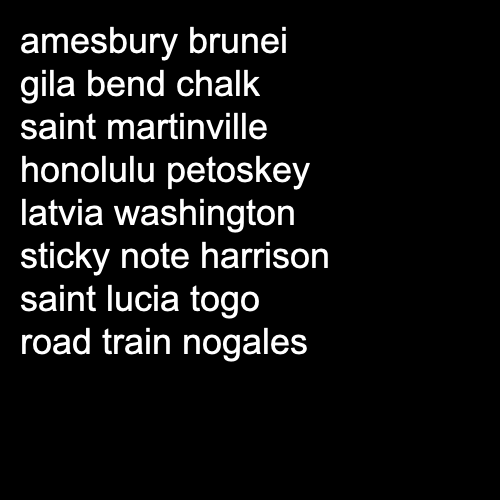 amesbury brunei
gila bend chalk
saint martinville
honolulu petoskey
latvia washington
sticky note harrison
saint lucia togo
road train nogales